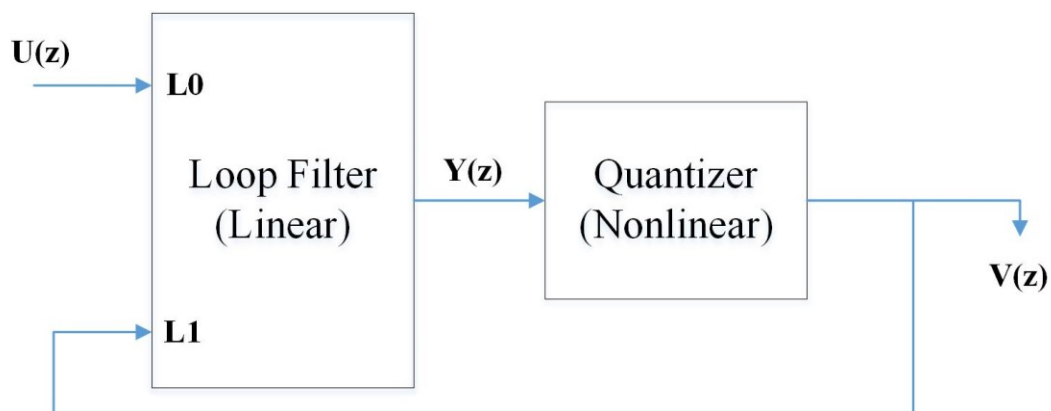 U(z)
L0
Loop Filter
(Linear)
Y(z)
Quantizer
(Nonlinear)
V(z)
L1